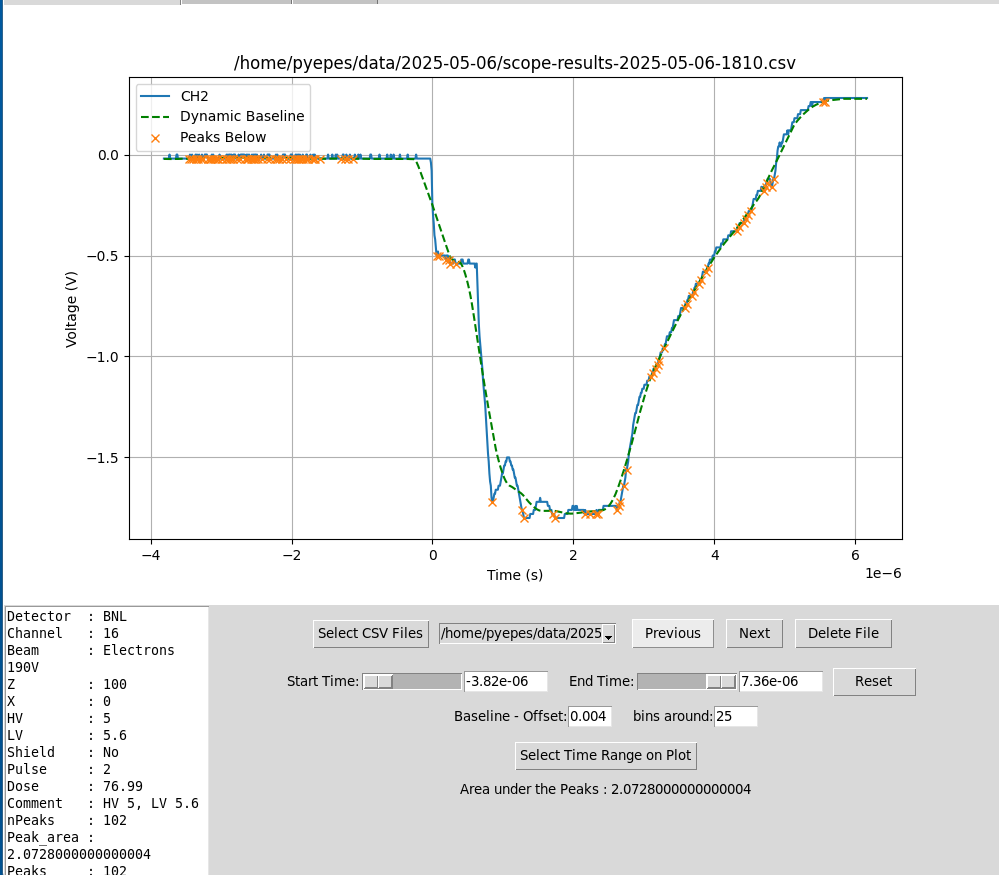 /home/pyepes/data/2025-05-06/scope-results-2025-05-06-1810.csv
CH2
Dynamic Baseline
Peaks Below
0.0
−0.5
−1.0
−1.5
Voltage (V)
−4
−2
0
2
4
6
1e−6
Time (s)
Detector : BNL
Channel : 16
Beam : Electrons
190V
Z : 100
X : 0
HV : 5
LV : 5.6
Shield : No
Pulse : 2
Dose : 76.99
Comment : HV 5, LV 5.6
nPeaks : 102
Peak_area :
2.0728000000000004
Peaks : 102
Select CSV Files
/home/pyepes/data/2025
Previous
Next
Delete File
Start Time:
-3.82e-06
End Time:
7.36e-06
Reset
Baseline - Offset:
0.004
bins around:
25
Select Time Range on Plot
Area under the Peaks : 2.0728000000000004